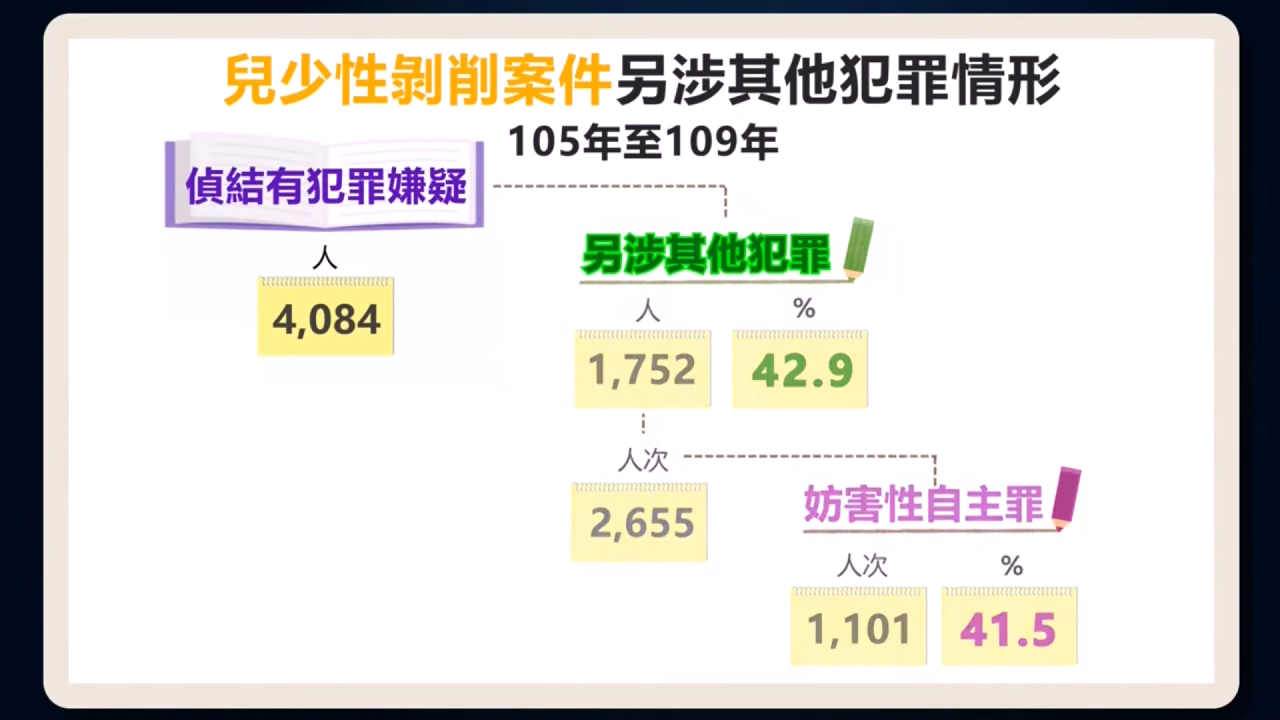 兒少性剝削案件另涉其他犯罪情形
105年至109年
偵結有犯罪嫌疑
人
4,084
另涉其他犯罪
人 %
1,752 42.9
人次
2,655
妨害性自主罪
人次 %
1,101 41.5